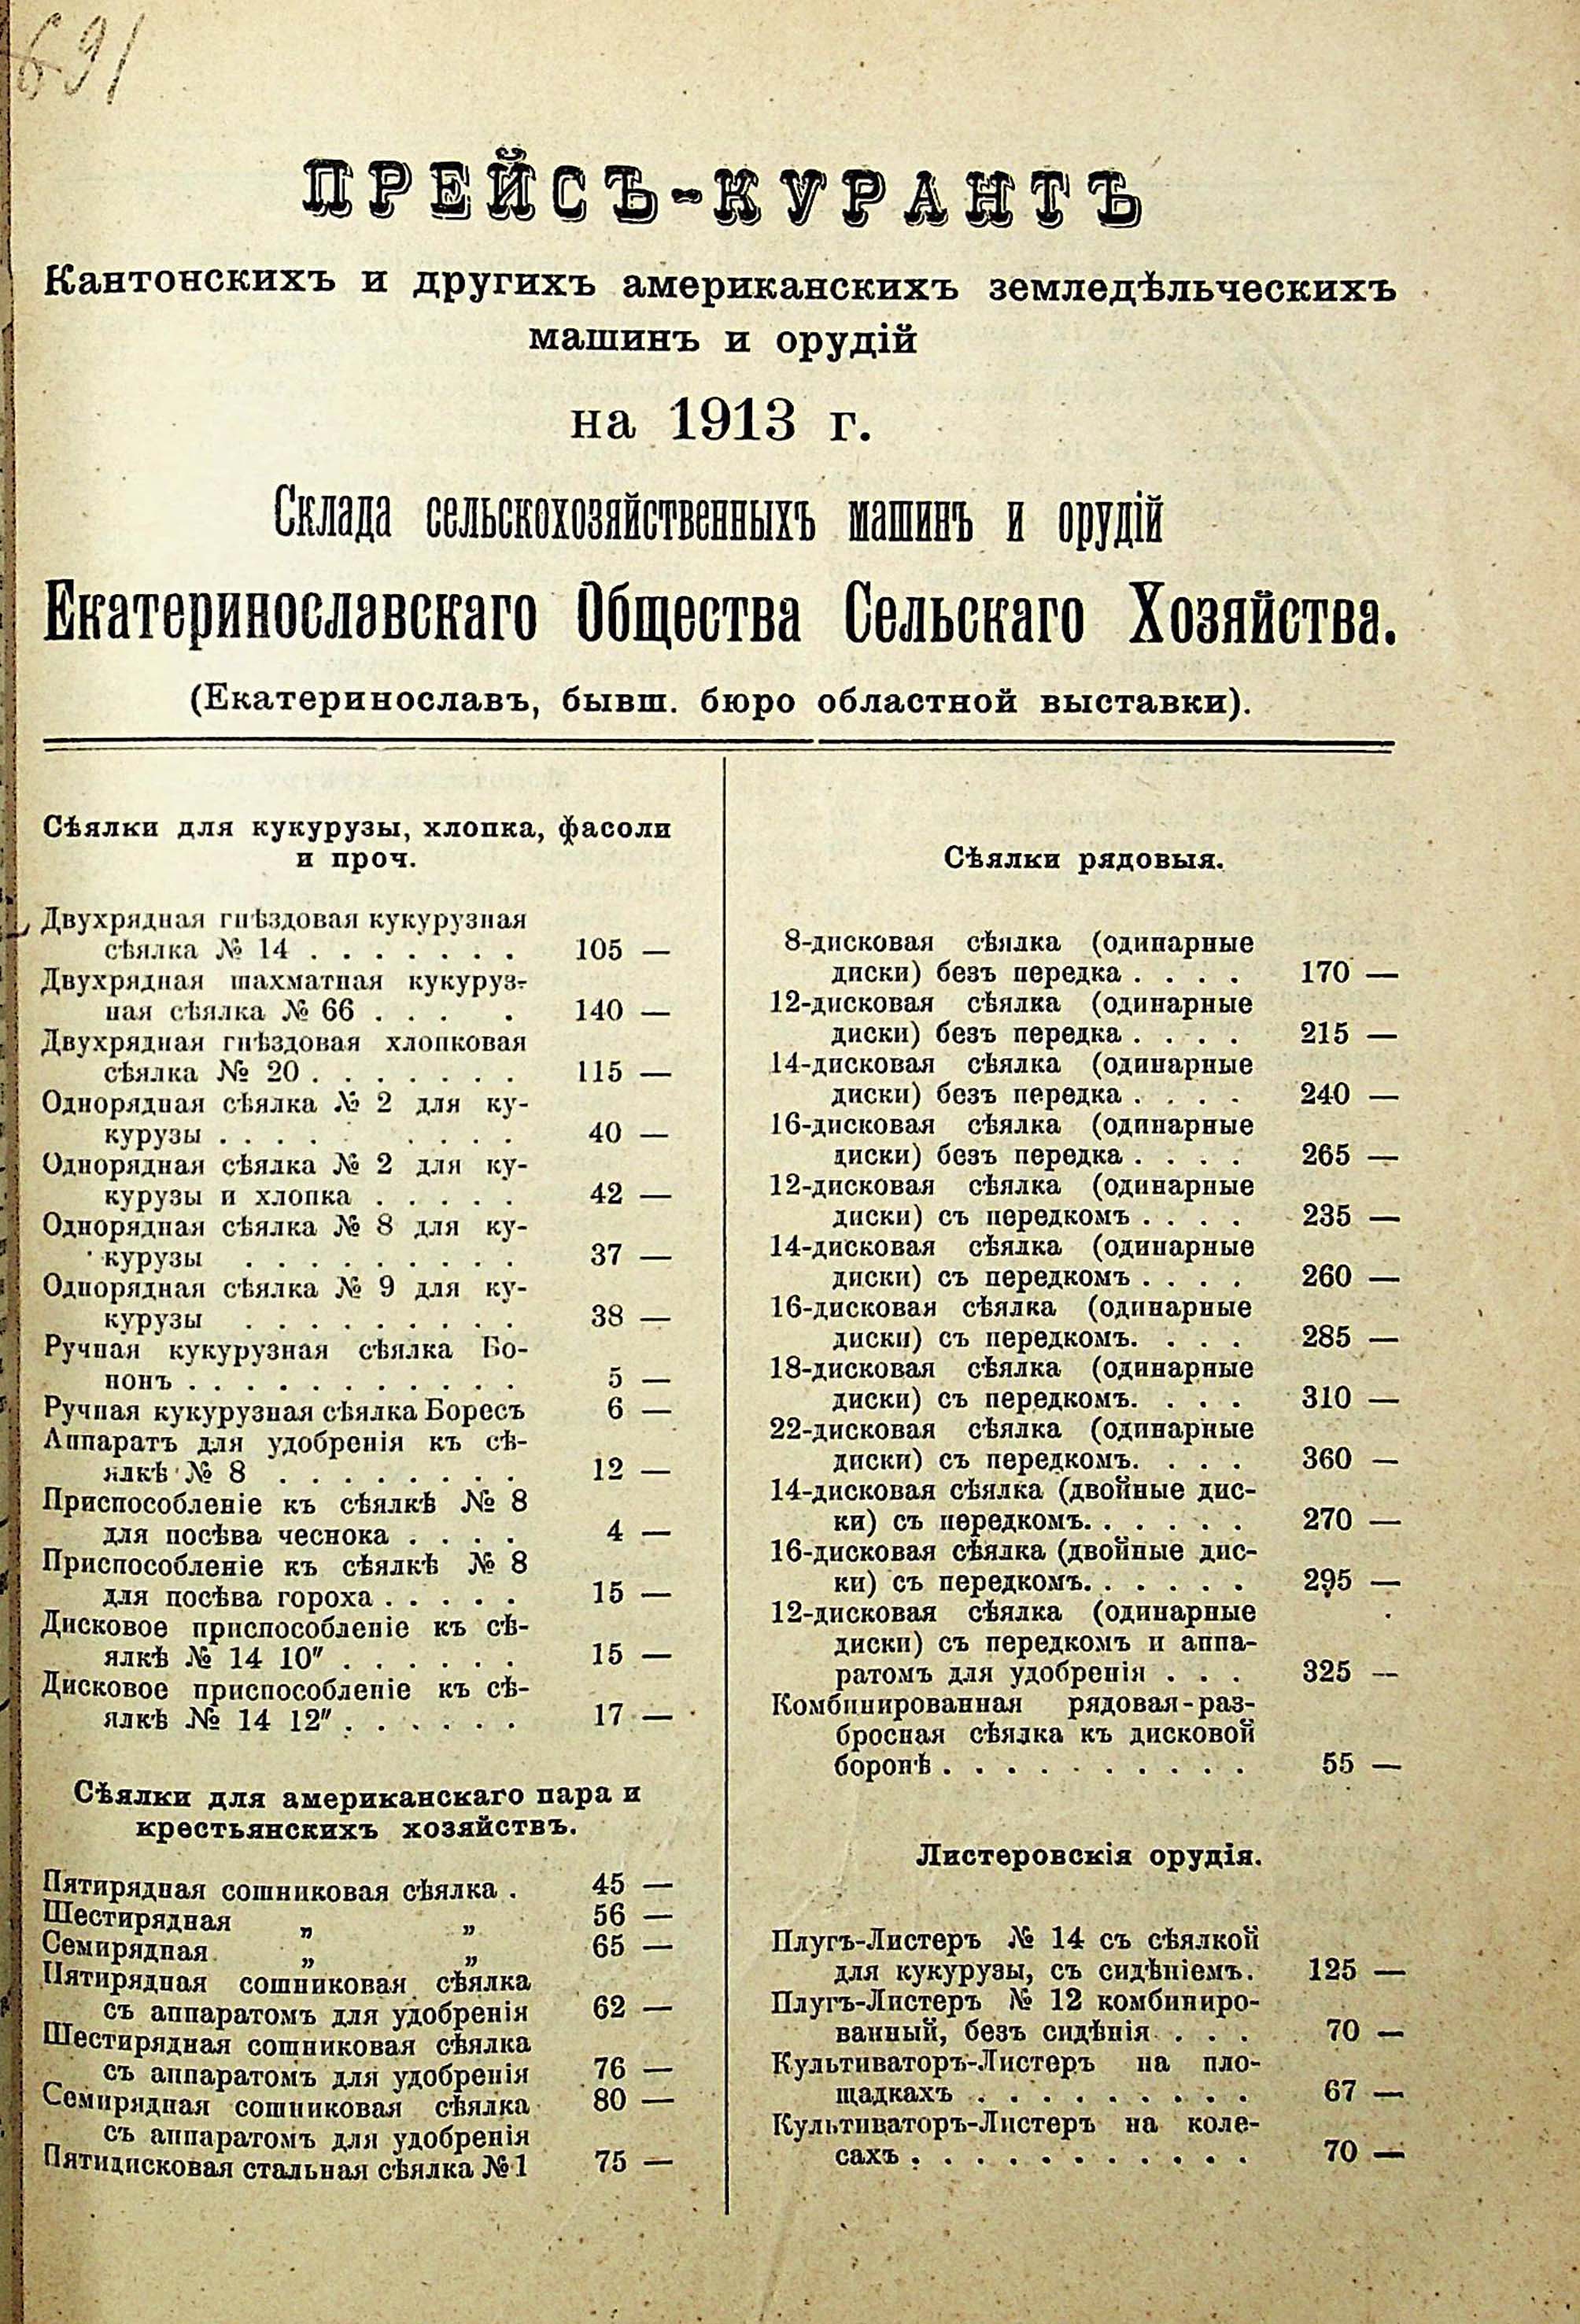 691
ПРЕЙСЪ-КУРАНТЪ
Кантонскихъ и другихъ американскихъ земледѣльческихъ
машинъ и орудій
на 1913 г.
Склада сельскохозяйственныхъ машинъ и орудій
Екатеринославскаго Общества Сельскаго Хозяйства.
(Екатеринославъ, бывш. бюро областной выставки).
Сѣялки для кукурузы, хлопка, фасоли
и проч.
Двухрядная гнѣздовая кукурузная
сѣялка № 14 . . . . . . . 105 —
Двухрядная шахматная кукуруз-
ная сѣялка № 66 . . . . 140 —
Двухрядная гнѣздовая хлопковая
сѣялка № 20 . . . . . . . 115 —
Однорядная сѣялка № 2 для ку-
курузы . . . . . . . . 40 —
Однорядная сѣялка № 2 для ку-
курузы и хлопка . . . . . 42 —
Однорядная сѣялка № 8 для ку-
курузы . . . . . . . . . 37 —
Однорядная сѣялка № 9 для ку-
курузы . . . . . . . . . 38 —
Ручная кукурузная сѣялка Бо-
нонъ . . . . . . . . . . . 5 —
Ручная кукурузная сѣялка Боресъ 6 —
Аппаратъ для удобренія къ сѣ-
ялкѣ № 8 . . . . . . . . 12 —
Приспособленіе къ сѣялкѣ № 8
для посѣва чеснока . . . . 4 —
Приспособленіе къ сѣялкѣ № 8
для посѣва гороха . . . . . 15 —
Дисковое приспособленіе къ сѣ-
ялкѣ № 14 10" . . . . . . 15 —
Дисковое приспособленіе къ сѣ-
ялкѣ № 14 12" . . . . . . 17 —
Сѣялки для американскаго пара и
крестьянскихъ хозяйствъ.
Пятирядная сошниковая сѣялка . 45 —
Шестирядная „ „ 56 —
Семирядная „ „ 65 —
Пятирядная сошниковая сѣялка
съ аппаратомъ для удобренія 62 —
Шестирядная сошниковая сѣялка
съ аппаратомъ для удобренія 76 —
Семирядная сошниковая сѣялка 80 —
съ аппаратомъ для удобренія
Пятидисковая стальная сѣялка № 1 75 —
Сѣялки рядовыя.
8-дисковая сѣялка (одинарные
диски) безъ передка . . . . 170 —
12-дисковая сѣялка (одинарные
диски) безъ передка . . . . 215 —
14-дисковая сѣялка (одинарные
диски) безъ передка . . . . 240 —
16-дисковая сѣялка (одинарные
диски) безъ передка . . . . 265 —
12-дисковая сѣялка (одинарные
диски) съ передкомъ . . . . 235 —
14-дисковая сѣялка (одинарные
диски) съ передкомъ . . . . 260 —
16-дисковая сѣялка (одинарные
диски) съ передкомъ. . . . 285 —
18-дисковая сѣялка (одинарные
диски) съ передкомъ. . . . 310 —
22-дисковая сѣялка (одинарные
диски) съ передкомъ. . . . 360 —
14-дисковая сѣялка (двойные дис-
ки) съ передкомъ. . . . . . 270 —
16-дисковая сѣялка (двойные дис-
ки) съ передкомъ. . . . . . 295 —
12-дисковая сѣялка (одинарные
диски) съ передкомъ и аппа-
ратомъ для удобренія . . . 325 —
Комбинированная рядовая-раз-
бросная сѣялка къ дисковой
боронѣ . . . . . . . . . . 55 —
Листеровскія орудія.
Плугъ-Листеръ № 14 съ сѣялкой
для кукурузы, съ сидѣніемъ. 125 —
Плугъ-Листеръ № 12 комбиниро-
ванный, безъ сидѣнія . . . 70 —
Культиваторъ-Листеръ на пло-
щадкахъ . . . . . . . . . 67 —
Культиваторъ-Листеръ на коле-
сахъ . . . . . . . . . . . 70 —